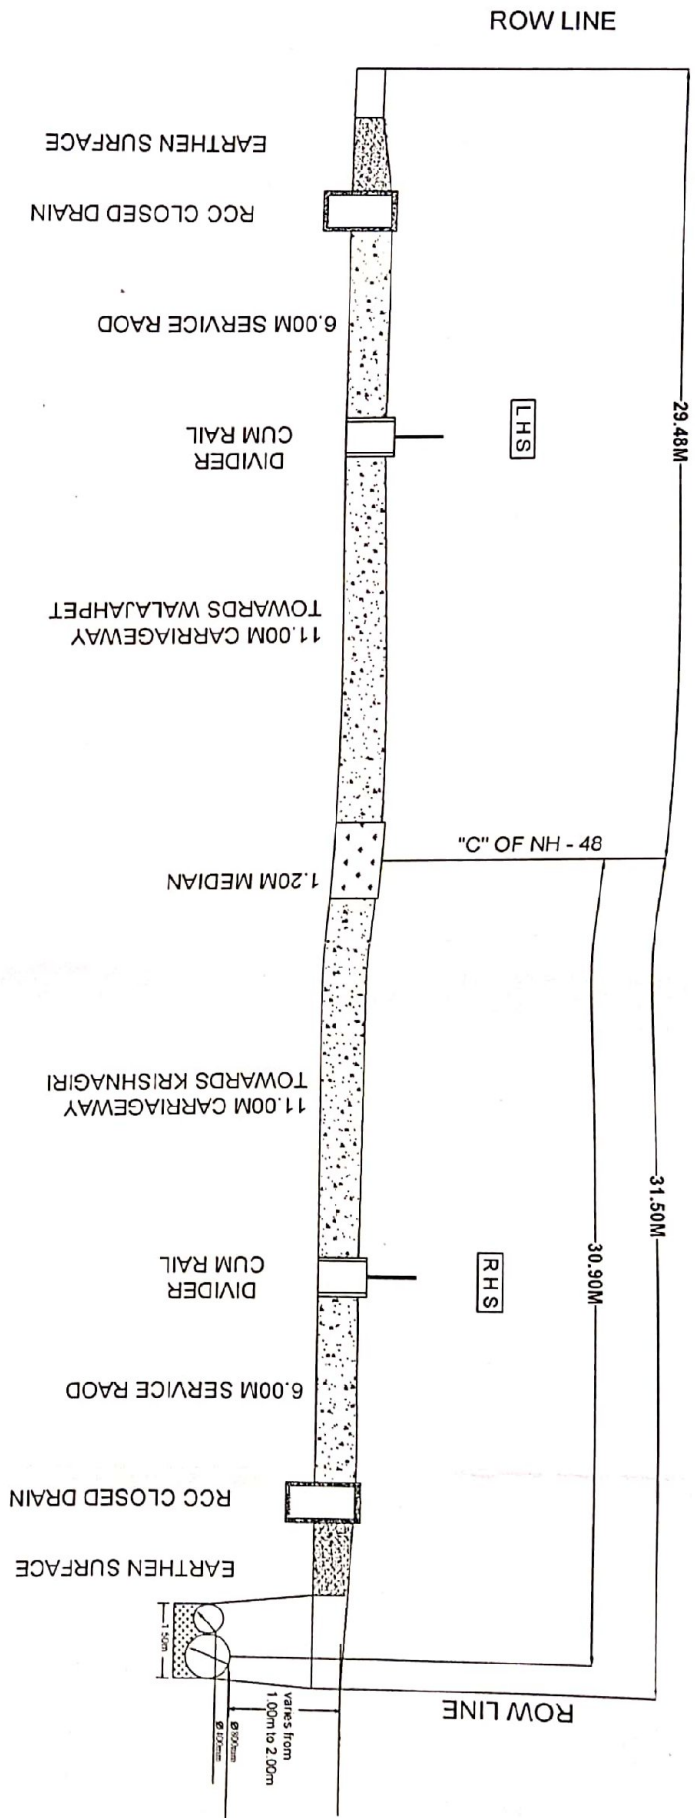 ROW LINE
EARTHEN SURFACE
RCC CLOSED DRAIN
6.00M SERVICE RAOD
DIVIDER
CUM RAIL
LHS
29.48M
11.00M CARRIAGEWAY
TOWARDS WALAJAHPET
"C" OF NH - 48
1.20M MEDIAN
11.00M CARRIAGEWAY
TOWARDS KRISHNAGIRI
31.50M
30.90M
DIVIDER
CUM RAIL
RHS
6.00M SERVICE RAOD
RCC CLOSED DRAIN
EARTHEN SURFACE
1.50m
varies from
1.00m to 2.00m
ROW LINE